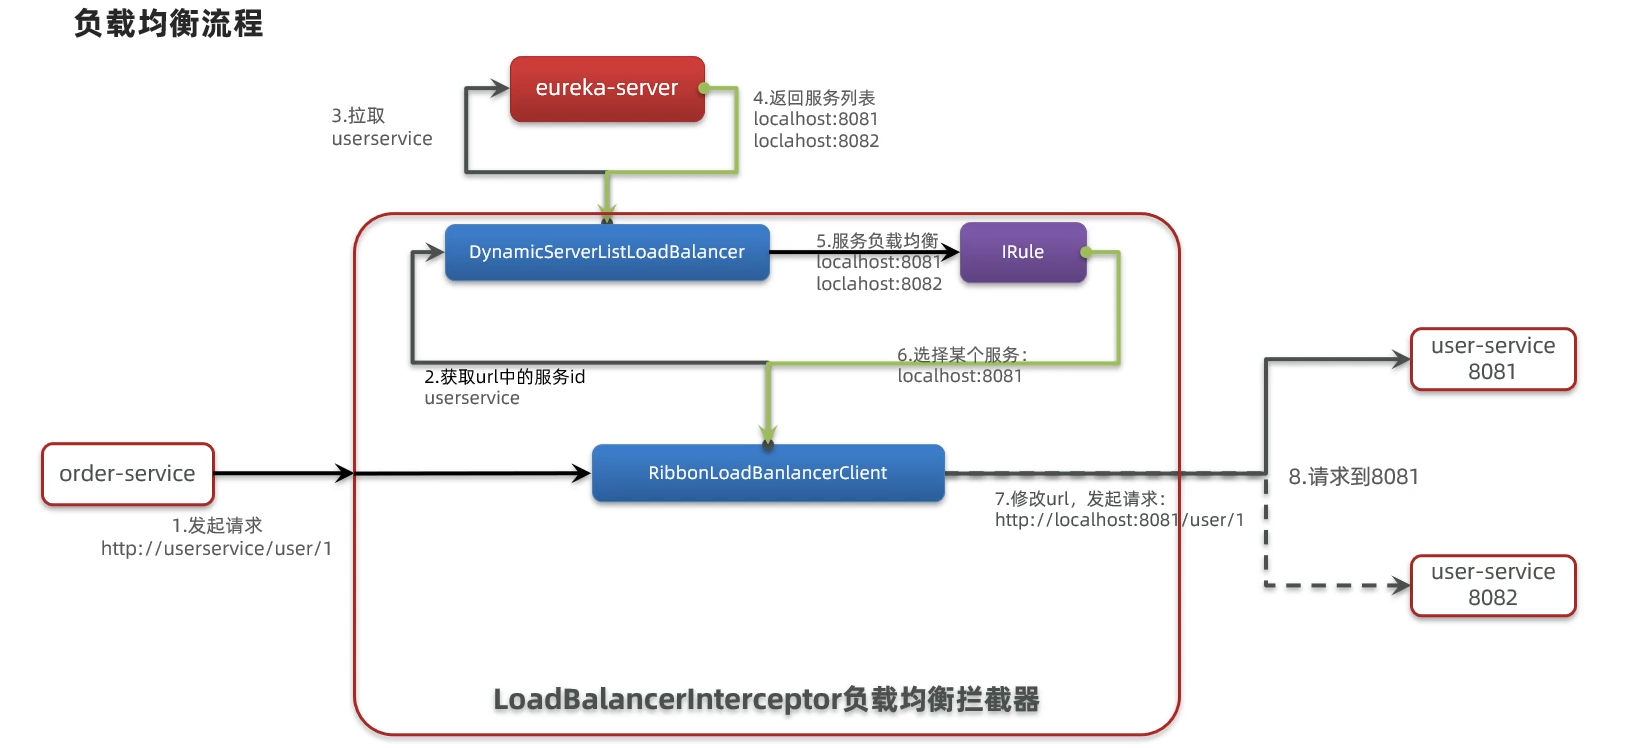 负载均衡流程
eureka-server
3.拉取
userservice
4.返回服务列表
localhost:8081
loclahost:8082
DynamicServerListLoadBalancer
5.服务负载均衡
localhost:8081
loclahost:8082
IRule
6.选择某个服务：
localhost:8081
2.获取url中的服务id
userservice
user-service
8081
order-service
RibbonLoadBanlancerClient
8.请求到8081
7.修改url，发起请求：
http://localhost:8081/user/1
1.发起请求
http://userservice/user/1
user-service
8082
LoadBalancerInterceptor负载均衡拦截器